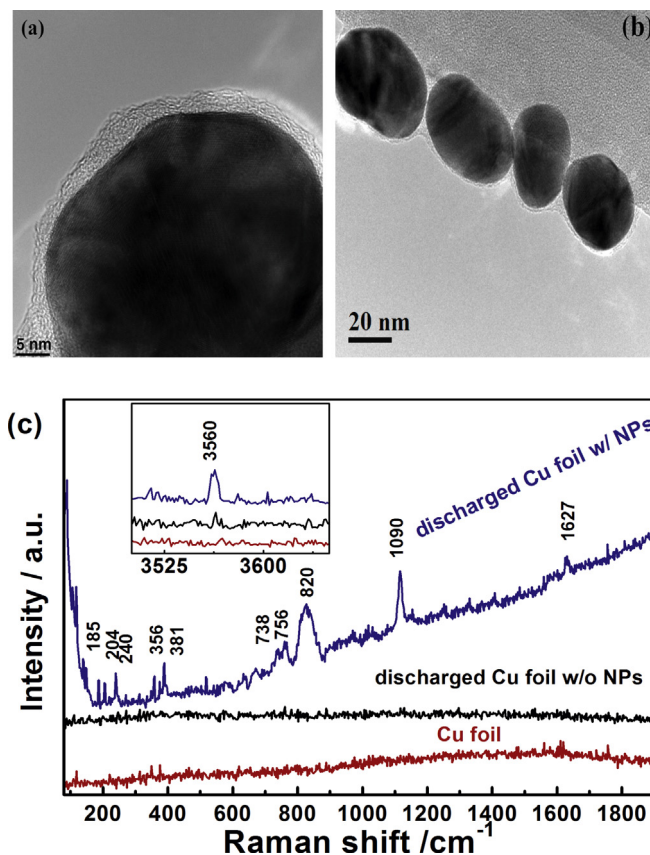 (a)
5 nm
(b)
20 nm
(c)
3560
3525 3600
discharged Cu foil w/ NPs
185
204
240
356
381
738
756
820
1090
1627
discharged Cu foil w/o NPs
Cu foil
Intensity / a.u.
200 400 600 800 1000 1200 1400 1600 1800
Raman shift /cm-1